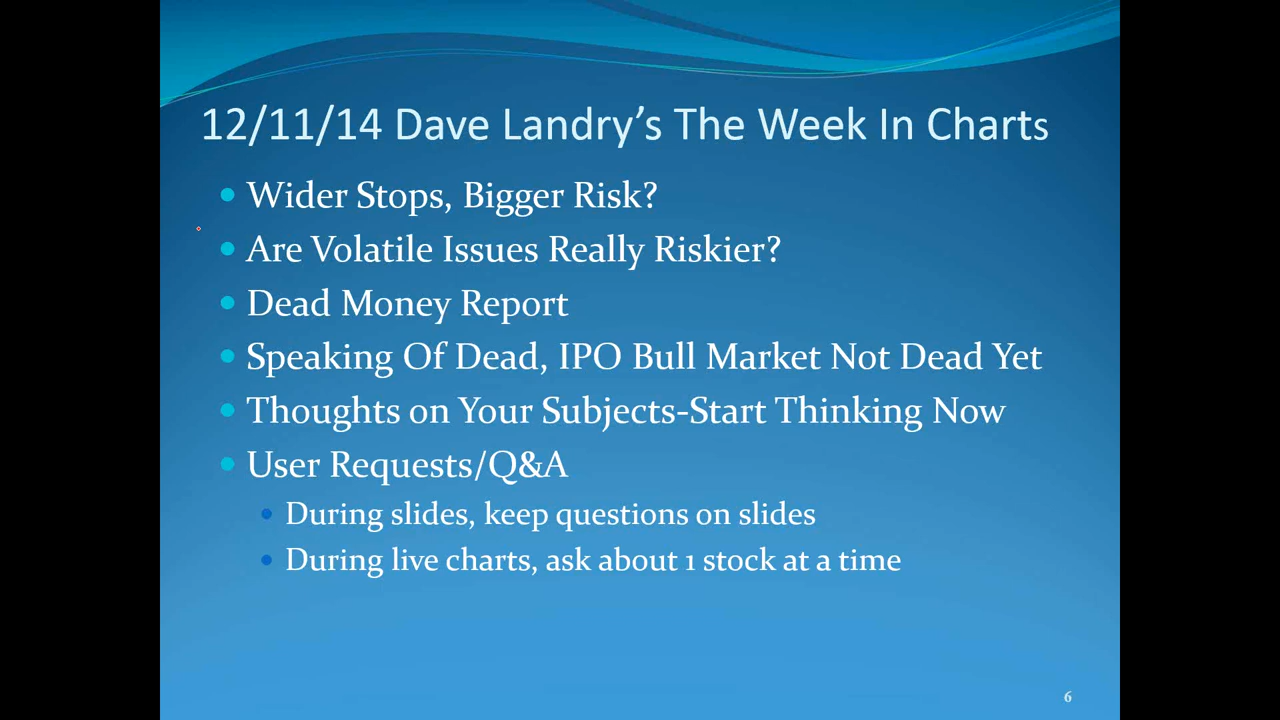 12/11/14 Dave Landry’s The Week In Charts
Wider Stops, Bigger Risk?
Are Volatile Issues Really Riskier?
Dead Money Report
Speaking Of Dead, IPO Bull Market Not Dead Yet
Thoughts on Your Subjects-Start Thinking Now
User Requests/Q&A
During slides, keep questions on slides
During live charts, ask about 1 stock at a time
6